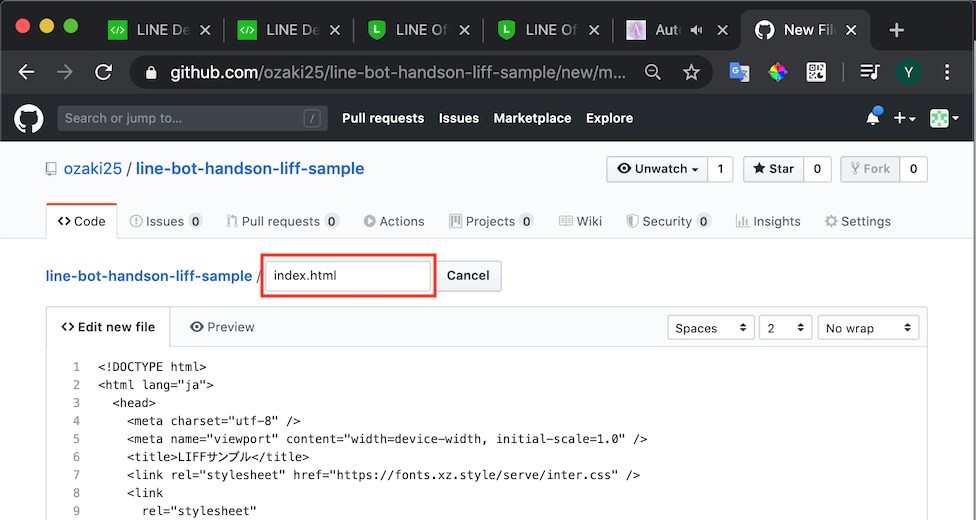 LINE De LINE De LINE Of LINE Of Auto New Fil
github.com/ozaki25/line-bot-handson-liff-sample/new/m... Y
Search or jump to... / Pull requests Issues Marketplace Explore
ozaki25 / line-bot-handson-liff-sample Unwatch 1 Star 0 Fork 0
Code Issues 0 Pull requests 0 Actions Projects 0 Wiki Security 0 Insights Settings
line-bot-handson-liff-sample / index.html Cancel
Edit new file Preview Spaces 2 No wrap
1 <!DOCTYPE html>
2 <html lang="ja">
3 <head>
4 <meta charset="utf-8" />
5 <meta name="viewport" content="width=device-width, initial-scale=1.0" />
6 <title>LIFFサンプル</title>
7 <link rel="stylesheet" href="https://fonts.xz.style/serve/inter.css" />
8 <link
9 rel="stylesheet"